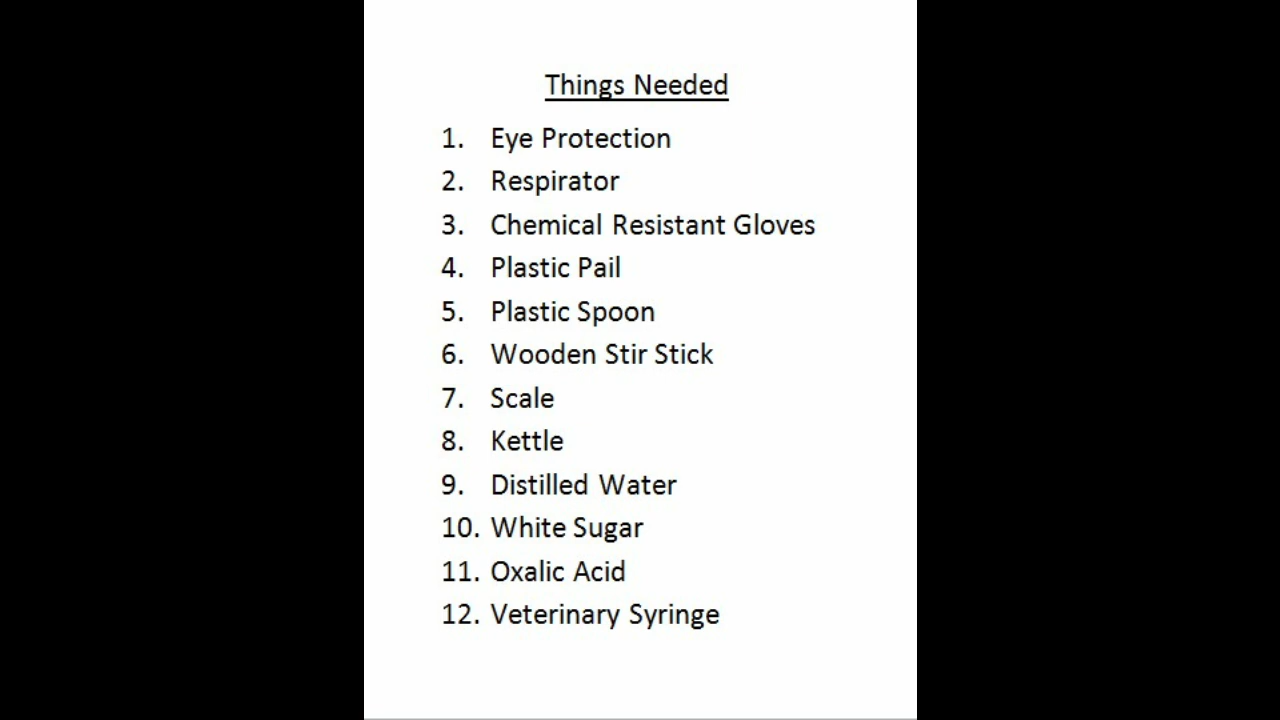 Things Needed
1. Eye Protection
2. Respirator
3. Chemical Resistant Gloves
4. Plastic Pail
5. Plastic Spoon
6. Wooden Stir Stick
7. Scale
8. Kettle
9. Distilled Water
10. White Sugar
11. Oxalic Acid
12. Veterinary Syringe